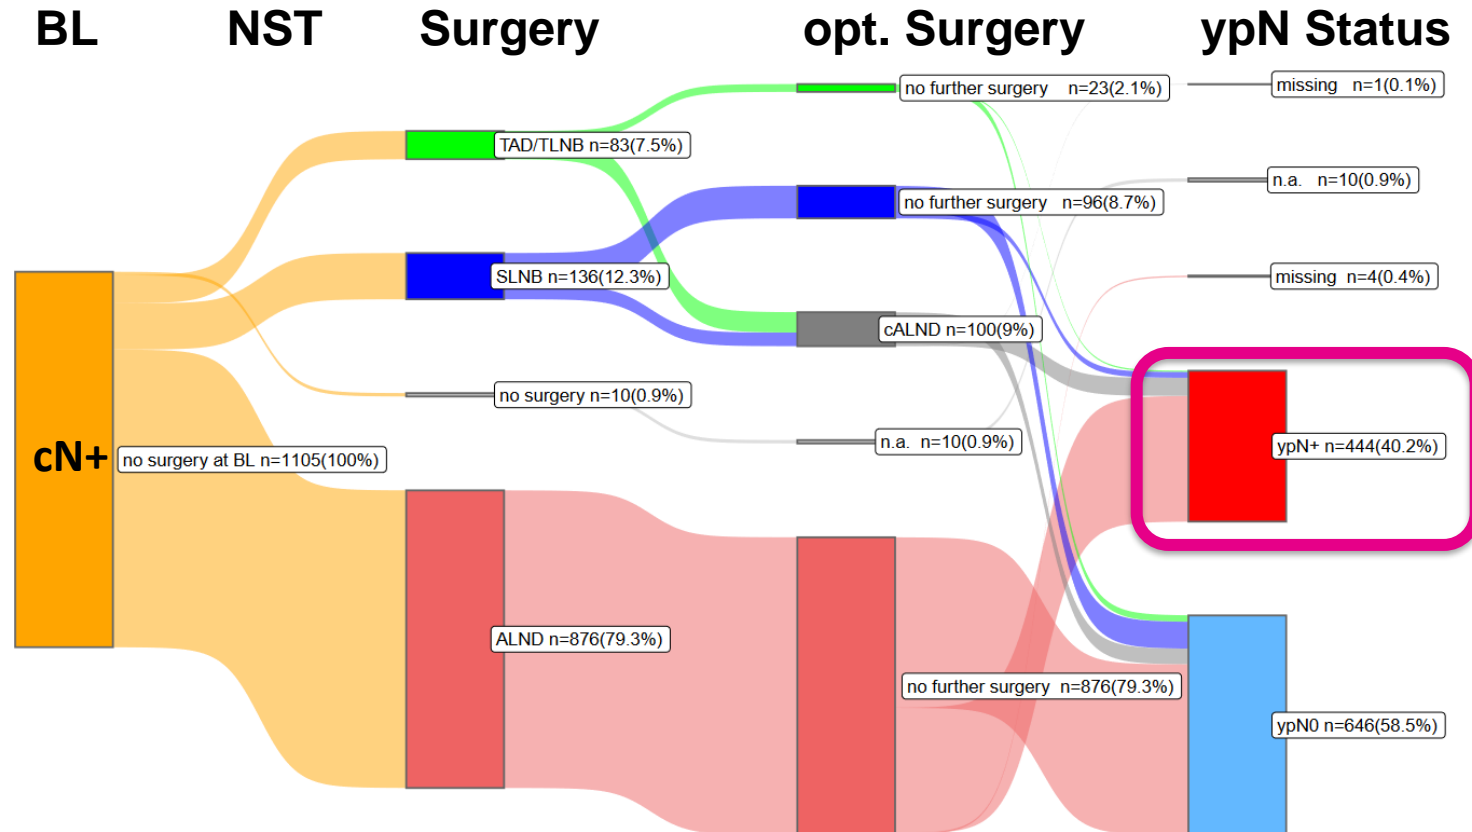 BL NST Surgery opt. Surgery ypN Status
no further surgery n=23(2.1%)
missing n=1(0.1%)
TAD/TLNB n=83(7.5%)
n.a. n=10(0.9%)
no further surgery n=96(8.7%)
SLNB n=136(12.3%)
missing n=4(0.4%)
cALND n=100(9%)
no surgery n=10(0.9%)
n.a. n=10(0.9%)
ypN+ n=444(40.2%)
cN+
no surgery at BL n=1105(100%)
ALND n=876(79.3%)
no further surgery n=876(79.3%)
ypN0 n=646(58.5%)